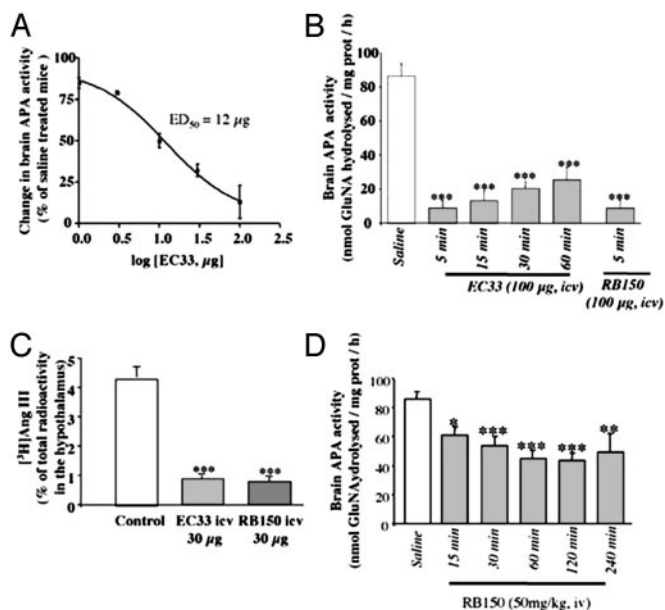 A
Change in brain APA activity
(% of saline treated mice)
100
75
50
25
0
ED50 = 12 µg
0.0 0.5 1.0 1.5 2.0 2.5
log [EC33, µg]
B
Brain APA activity
(nmol GluNA hydrolysed / mg prot / h)
100
80
60
40
20
0
***
***
***
***
***
Saline
5 min
15 min
30 min
60 min
5 min
EC33 (100 µg, icv)
RB150
(100 µg, icv)
C
[³H]Ang III
(% of total radioactivity
in the hypothalamus)
5
4
3
2
1
0
***
***
Control
EC33 icv
30 µg
RB150 icv
30 µg
D
Brain APA activity
(nmol GluNAydrolysed / mg prot / h)
100
80
60
40
20
0
*
***
***
***
**
Saline
15 min
30 min
60 min
120 min
240 min
RB150 (50mg/kg, iv)